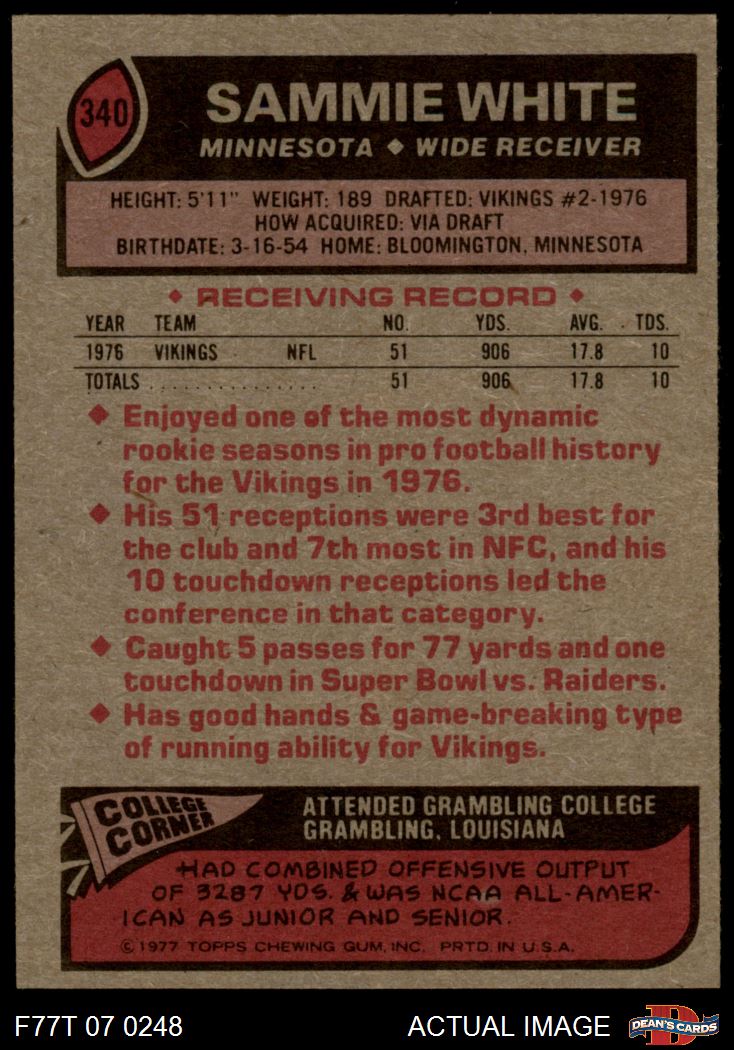 340
SAMMIE WHITE
MINNESOTA ◆ WIDE RECEIVER
HEIGHT: 5'11" WEIGHT: 189 DRAFTED: VIKINGS #2-1976
HOW ACQUIRED: VIA DRAFT
BIRTHDATE: 3-16-54 HOME: BLOOMINGTON, MINNESOTA
◆ RECEIVING RECORD ◆
YEAR TEAM NO. YDS. AVG. TDS.
1976 VIKINGS NFL 51 906 17.8 10
TOTALS . . . . . . . . . . . . . . . 51 906 17.8 10
◆ Enjoyed one of the most dynamic
rookie seasons in pro football history
for the Vikings in 1976.
◆ His 51 receptions were 3rd best for
the club and 7th most in NFC, and his
10 touchdown receptions led the
conference in that category.
◆ Caught 5 passes for 77 yards and one
touchdown in Super Bowl vs. Raiders.
◆ Has good hands & game-breaking type
of running ability for Vikings.
COLLEGE
CORNER
ATTENDED GRAMBLING COLLEGE
GRAMBLING, LOUISIANA
HAD COMBINED OFFENSIVE OUTPUT
OF 3287 YDS. & WAS NCAA ALL-AMER-
ICAN AS JUNIOR AND SENIOR.
© 1977 TOPPS CHEWING GUM, INC. PRTD. IN U.S.A.
F77T 07 0248
ACTUAL IMAGE
D
DEAN'S CARDS